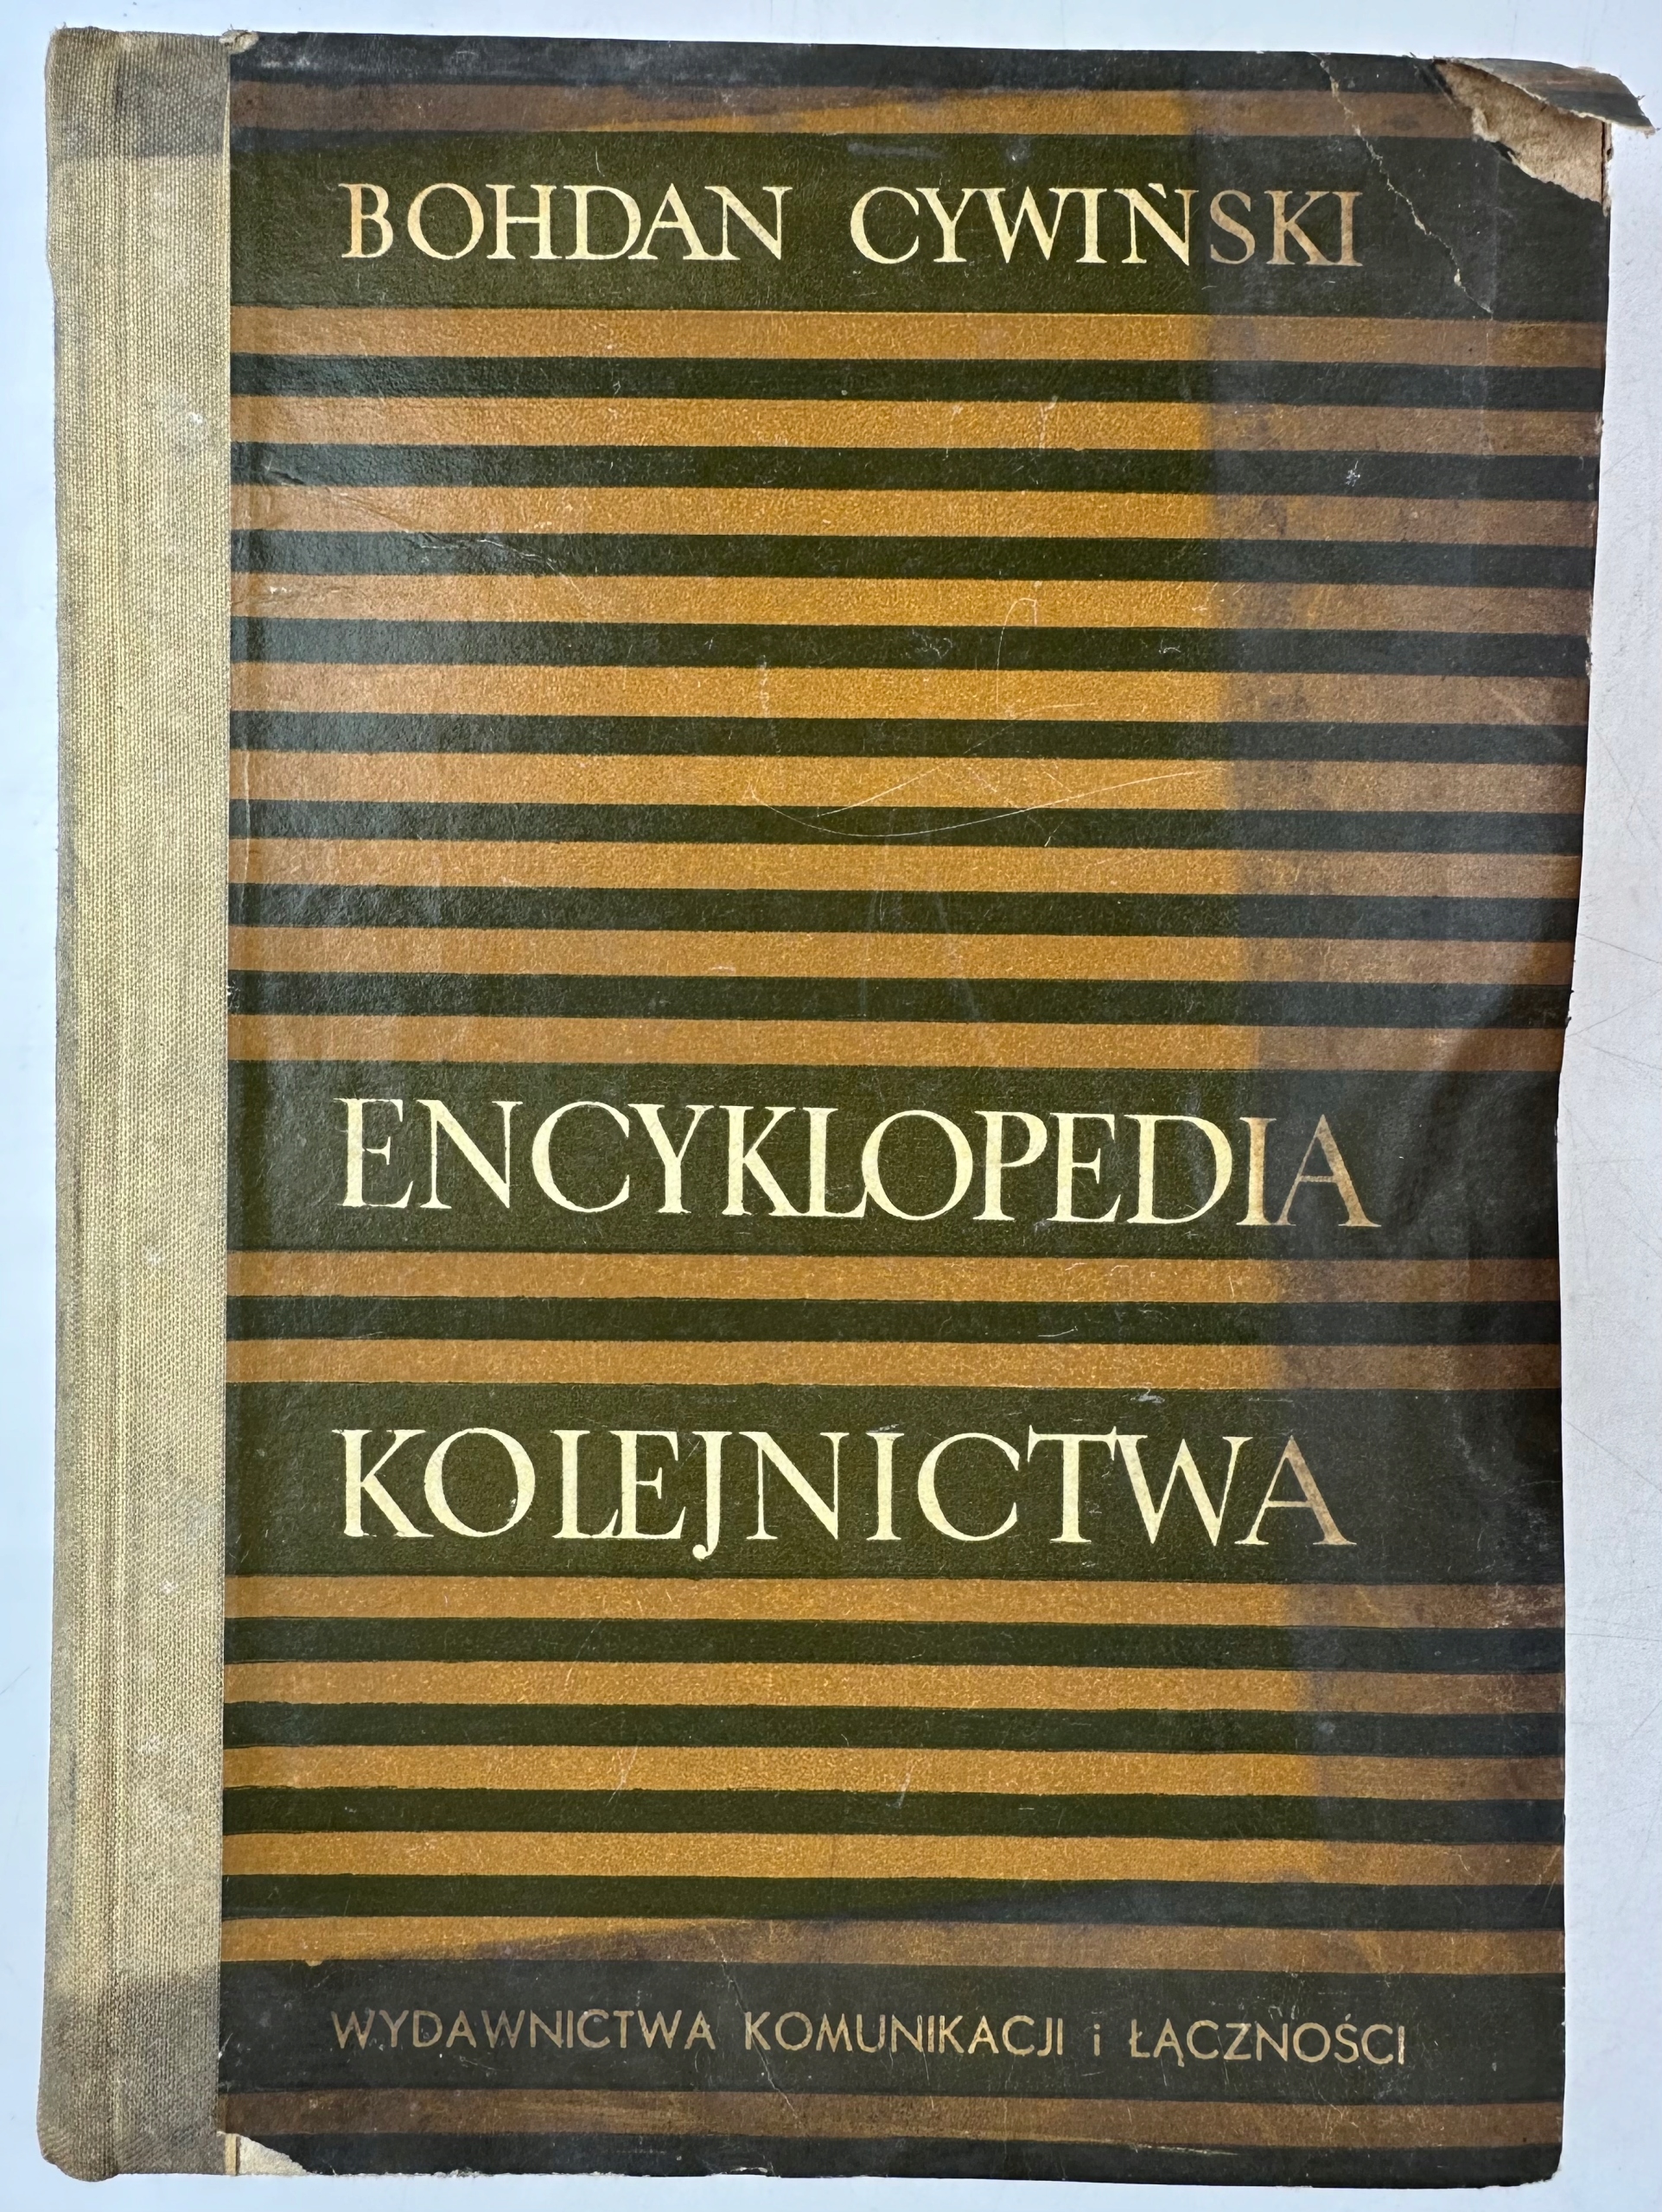 BOHDAN CYWIŃSKI
ENCYKLOPEDIA
KOLEJNICTWA
WYDAWNICTWA KOMUNIKACJI i ŁĄCZNOŚCI